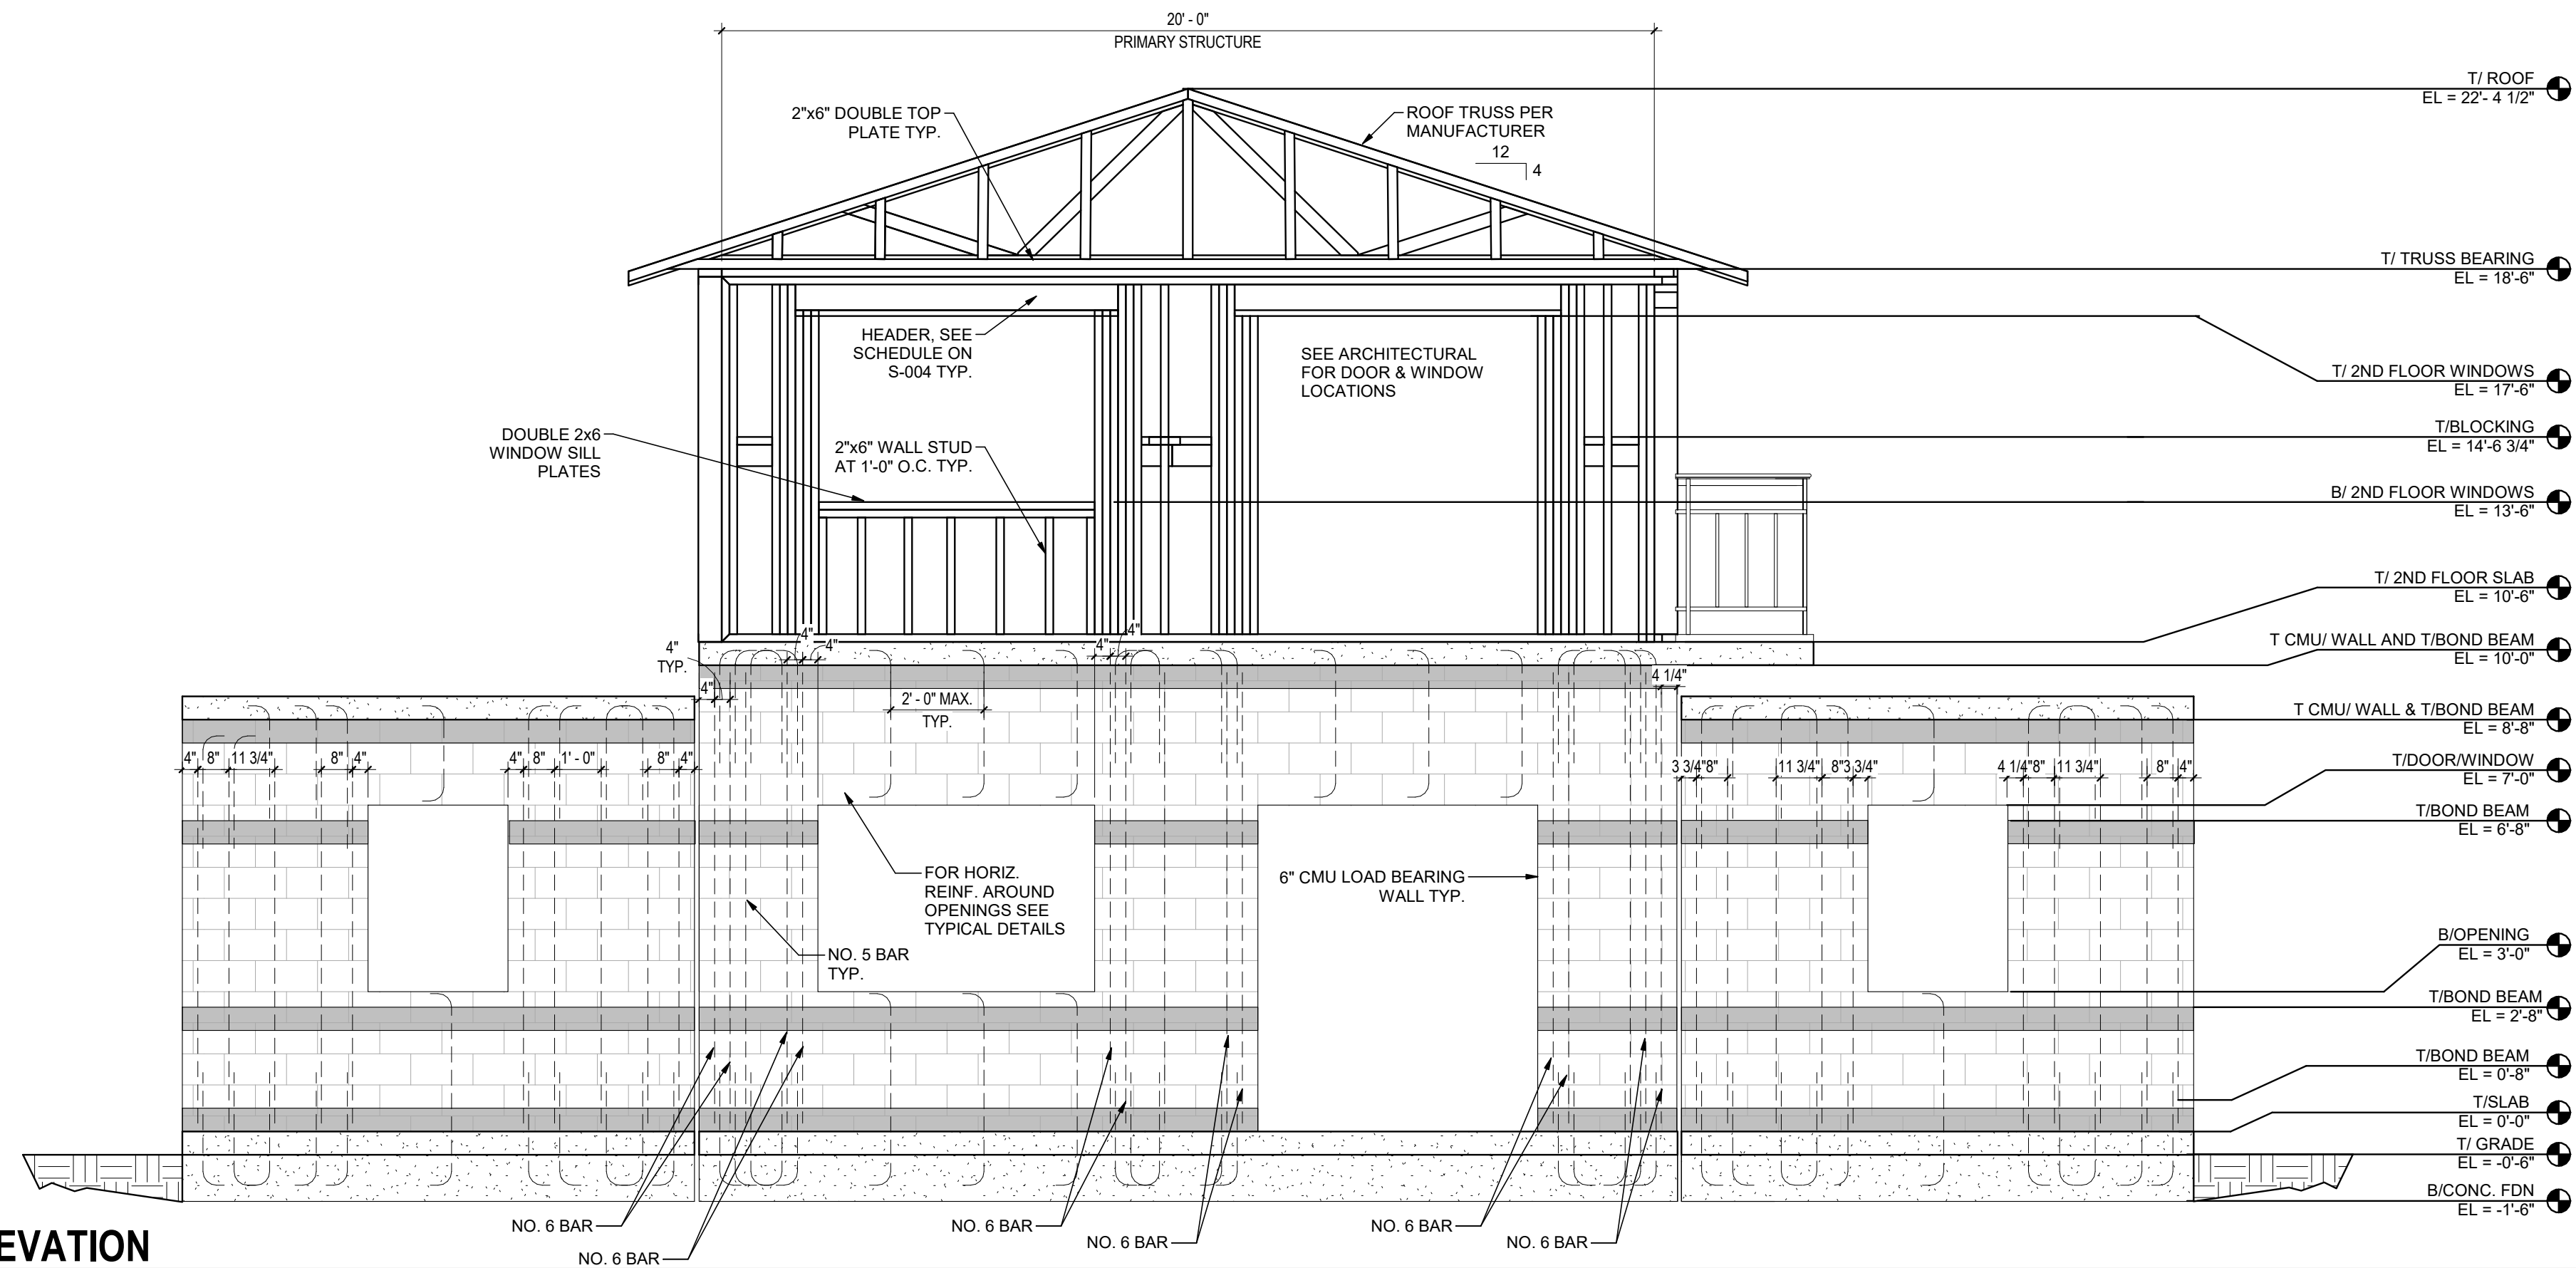 20' - 0"
PRIMARY STRUCTURE
T/ ROOF
EL = 22'- 4 1/2"
2"x6" DOUBLE TOP
PLATE TYP.
ROOF TRUSS PER
MANUFACTURER
12
4
T/ TRUSS BEARING
EL = 18'-6"
HEADER, SEE
SCHEDULE ON
S-004 TYP.
SEE ARCHITECTURAL
FOR DOOR & WINDOW
LOCATIONS
T/ 2ND FLOOR WINDOWS
EL = 17'-6"
DOUBLE 2x6
WINDOW SILL
PLATES
2"x6" WALL STUD
AT 1'-0" O.C. TYP.
T/BLOCKING
EL = 14'-6 3/4"
B/ 2ND FLOOR WINDOWS
EL = 13'-6"
T/ 2ND FLOOR SLAB
EL = 10'-6"
4"
TYP.
4"
4"
4"
4"
4"
2' - 0" MAX.
TYP.
4 1/4"
T CMU/ WALL AND T/BOND BEAM
EL = 10'-0"
T CMU/ WALL & T/BOND BEAM
EL = 8'-8"
4" 8" 11 3/4" 8" 4" 4" 8" 1' - 0" 8" 4"
3 3/4" 8" 11 3/4" 8" 3 3/4" 4 1/4" 8" 11 3/4" 8" 4"
T/DOOR/WINDOW
EL = 7'-0"
T/BOND BEAM
EL = 6'-8"
FOR HORIZ.
REINF. AROUND
OPENINGS SEE
TYPICAL DETAILS
6" CMU LOAD BEARING
WALL TYP.
NO. 5 BAR
TYP.
B/OPENING
EL = 3'-0"
T/BOND BEAM
EL = 2'-8"
T/BOND BEAM
EL = 0'-8"
T/SLAB
EL = 0'-0"
T/ GRADE
EL = -0'-6"
B/CONC. FDN
EL = -1'-6"
NO. 6 BAR
NO. 6 BAR
NO. 6 BAR
NO. 6 BAR
NO. 6 BAR
NO. 6 BAR
EVATION